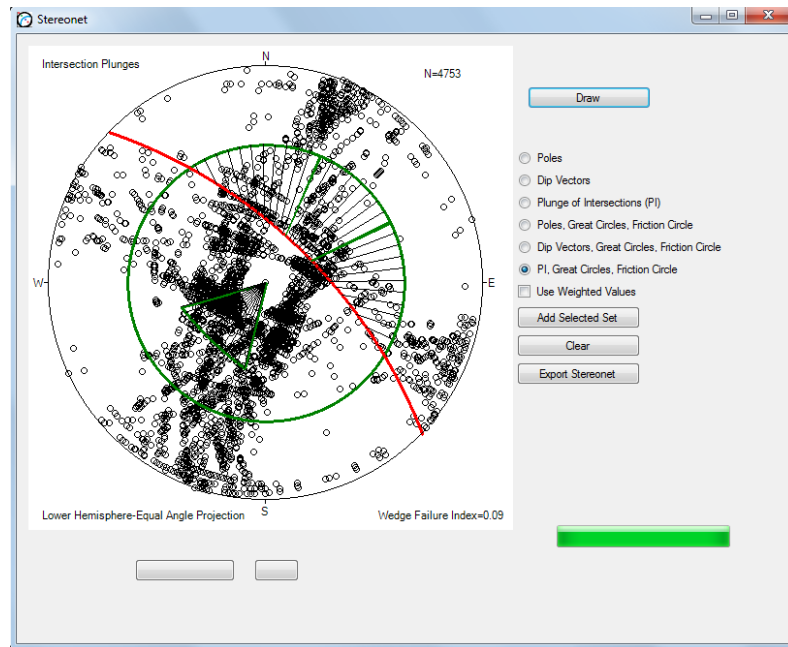 Stereonet
Intersection Plunges
N
N=4753
W
E
S
Lower Hemisphere-Equal Angle Projection
Wedge Failure Index=0.09
Draw
Poles
Dip Vectors
Plunge of Intersections (PI)
Poles, Great Circles, Friction Circle
Dip Vectors, Great Circles, Friction Circle
PI, Great Circles, Friction Circle
Use Weighted Values
Add Selected Set
Clear
Export Stereonet